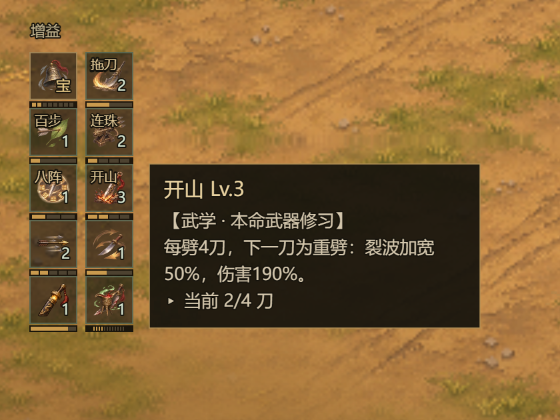 增益
宝
拖刀
2
百步
1
连珠
2
八阵
1
开山
3
2
1
1
1
开山 Lv.3
【武学 · 本命武器修习】
每劈4刀，下一刀为重劈：裂波加宽
50%，伤害190%。
▸ 当前 2/4 刀